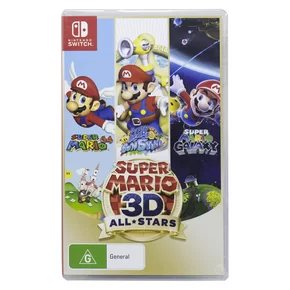 NINTENDO
SWITCH
SUPER
MARIO 64
SUPER MARIO
SUNSHINE
SUPER MARIO
GALAXY
SUPER MARIO
3D
ALL★STARS
G
General